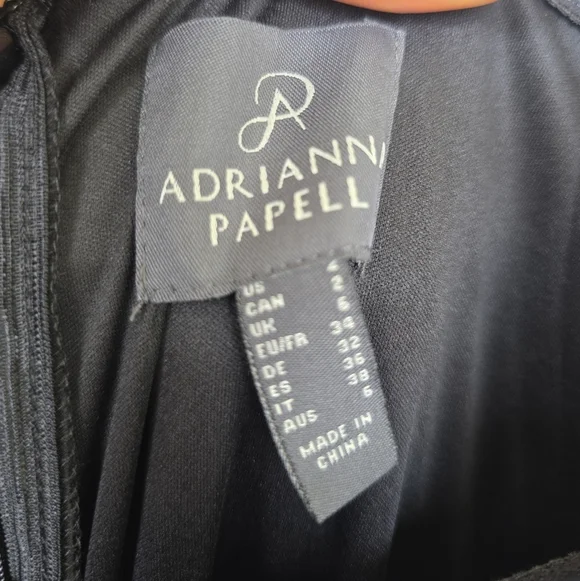 ADRIANN
PAPELL
US
CAN 2
UK 6
EU/FR 34
DE 32
ES 36
IT 38
AUS 6
MADE IN
CHINA